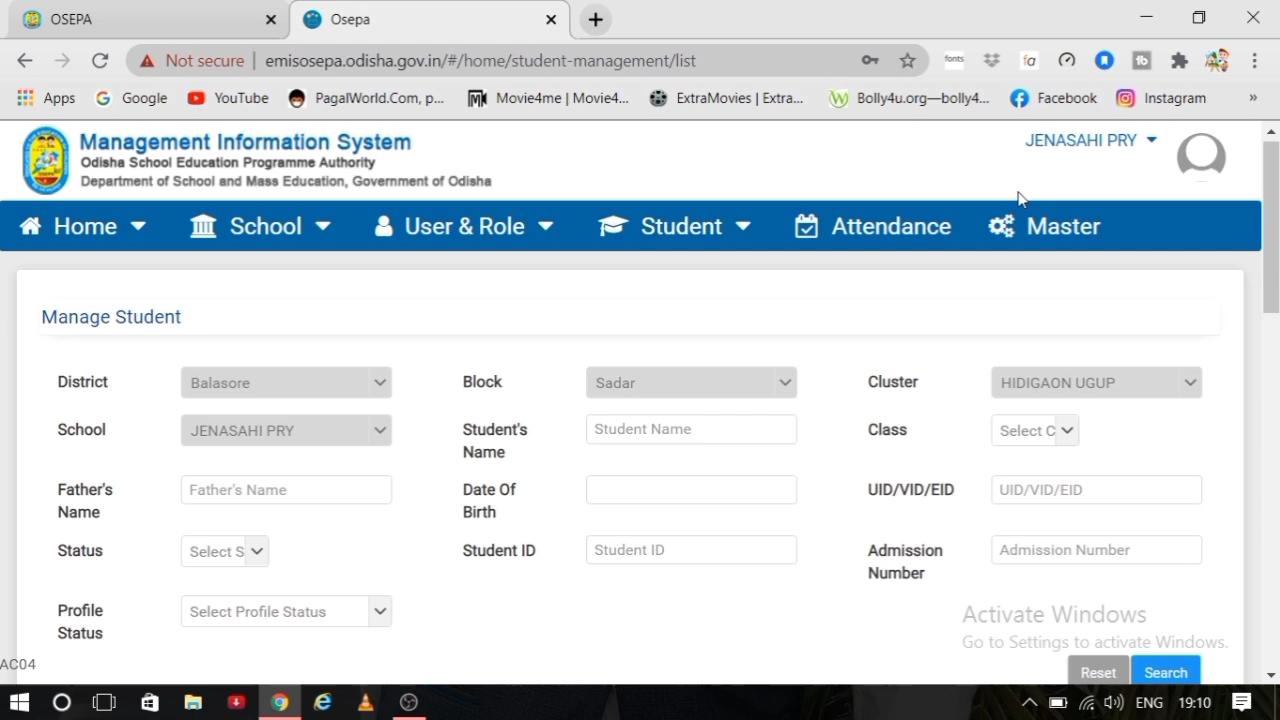 OSEPA
Osepa
Not secure | emisosepa.odisha.gov.in/#/home/student-management/list
fonts
Apps Google YouTube PagalWorld.Com, p... Movie4me | Movie4... ExtraMovies | Extra... Bolly4u.org—bolly4... Facebook Instagram »
Management Information System
Odisha School Education Programme Authority
Department of School and Mass Education, Government of Odisha
JENASAHI PRY
Home School User & Role Student Attendance Master
Manage Student
District Balasore Block Sadar Cluster HIDIGAON UGUP
School JENASAHI PRY Student's Name Student Name Class Select C
Father's Name Father's Name Date Of Birth UID/VID/EID UID/VID/EID
Status Select S Student ID Student ID Admission Number Admission Number
Profile Status Select Profile Status
Activate Windows
Go to Settings to activate Windows.
AC04
Reset Search
ENG 19:10